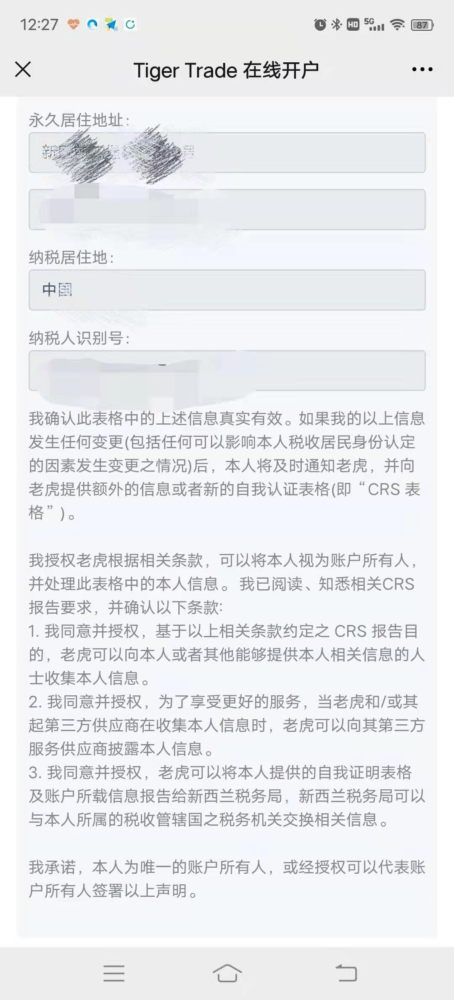 12:27
HD 5G 87
Tiger Trade 在线开户
永久居住地址：
新
纳税居住地：
中国
纳税人识别号：
我确认此表格中的上述信息真实有效。如果我的以上信息
发生任何变更(包括任何可以影响本人税收居民身份认定
的因素发生变更之情况)后，本人将及时通知老虎，并向
老虎提供额外的信息或者新的自我认证表格(即“CRS 表
格”)。
我授权老虎根据相关条款，可以将本人视为账户所有人，
并处理此表格中的本人信息。 我已阅读、知悉相关CRS
报告要求，并确认以下条款:
1. 我同意并授权，基于以上相关条款约定之 CRS 报告目
的，老虎可以向本人或者其他能够提供本人相关信息的人
士收集本人信息。
2. 我同意并授权，为了享受更好的服务，当老虎和/或其
起第三方供应商在收集本人信息时，老虎可以向其第三方
服务供应商披露本人信息。
3. 我同意并授权，老虎可以将本人提供的自我证明表格
及账户所载信息报告给新西兰税务局，新西兰税务局可以
与本人所属的税收管辖国之税务机关交换相关信息。
我承诺，本人为唯一的账户所有人，或经授权可以代表账
户所有人签署以上声明。